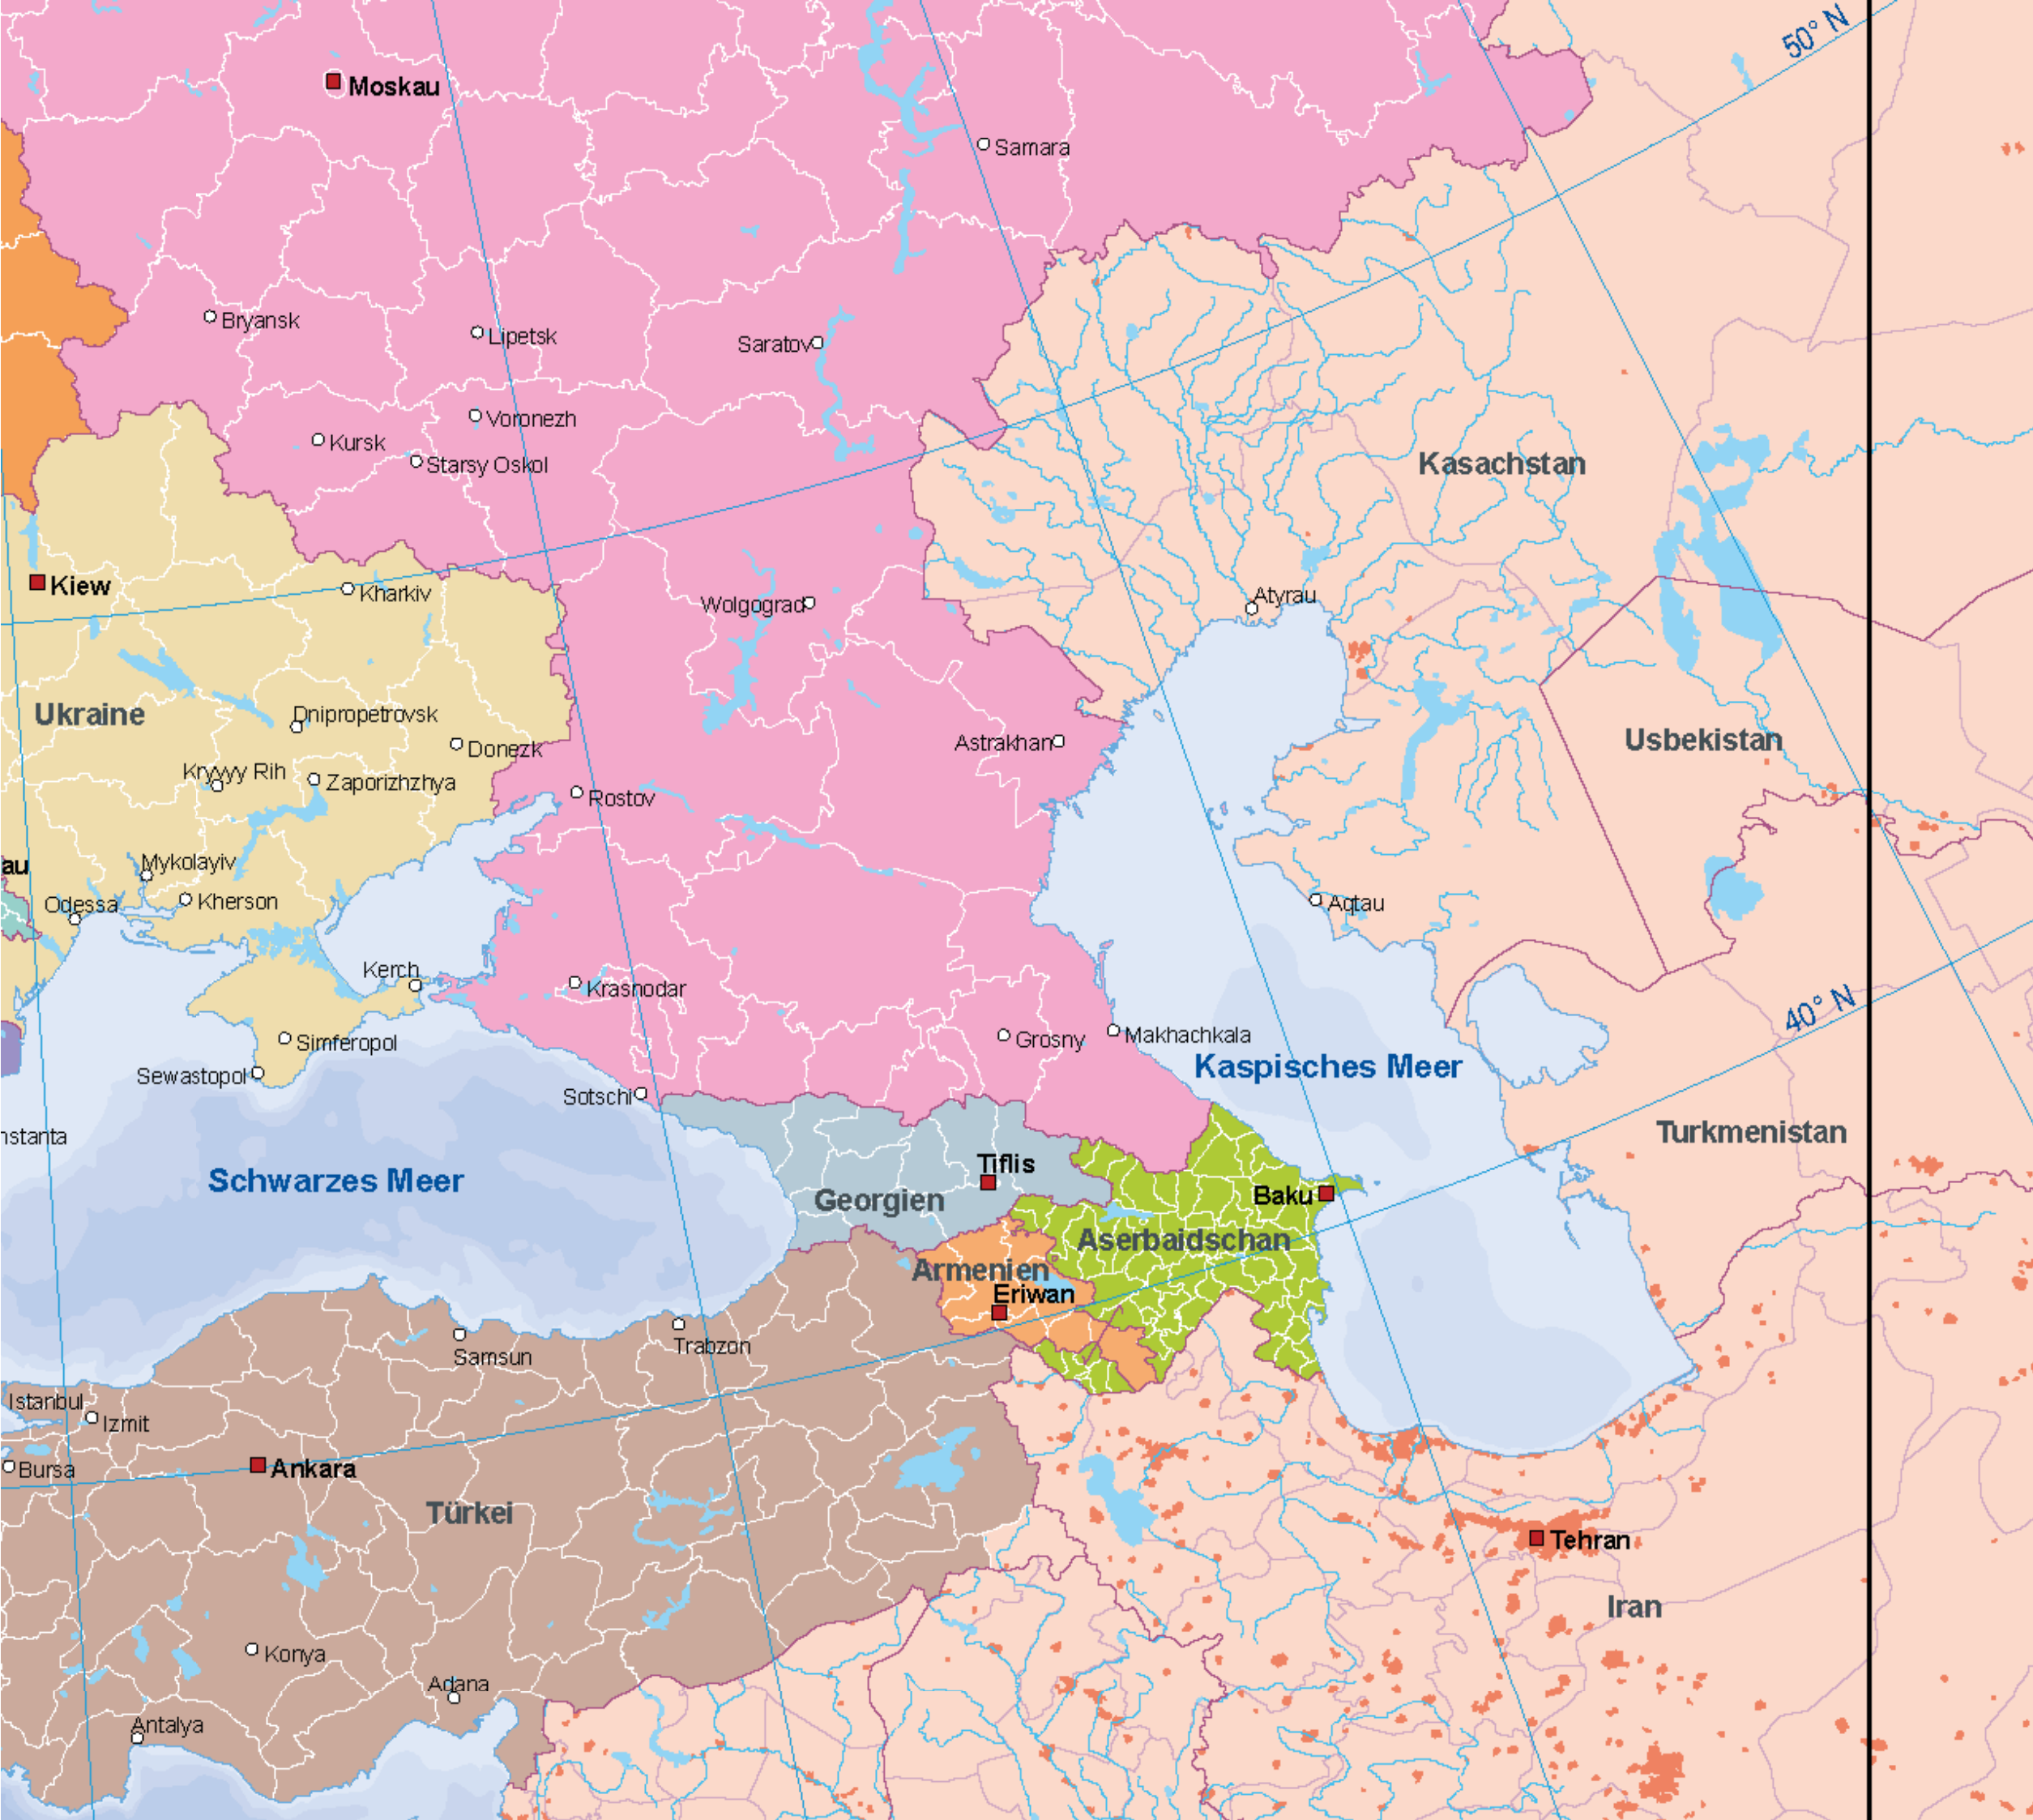 50° N
Moskau
Samara
Bryansk
Lipetsk
Saratov
Voronezh
Kursk
Starsy Oskol
Kasachstan
Kiew
Kharkiv
Wolgograd
Atyrau
Ukraine
Dnipropetrovsk
Donezk
Astrakhan
Usbekistan
Kryvyy Rih
Zaporizhzhya
Rostov
au
Mykolayiv
Odessa
Kherson
Aqtau
Kerch
Krasnodar
40° N
Simferopol
Grosny
Makhachkala
Sewastopol
Kaspisches Meer
Sotschi
nstanta
Turkmenistan
Schwarzes Meer
Tiflis
Georgien
Baku
Aserbaidschan
Armenien
Eriwan
Trabzon
Samsun
Istanbul
Izmit
Bursa
Ankara
Türkei
Tehran
Iran
Konya
Adana
Antalya